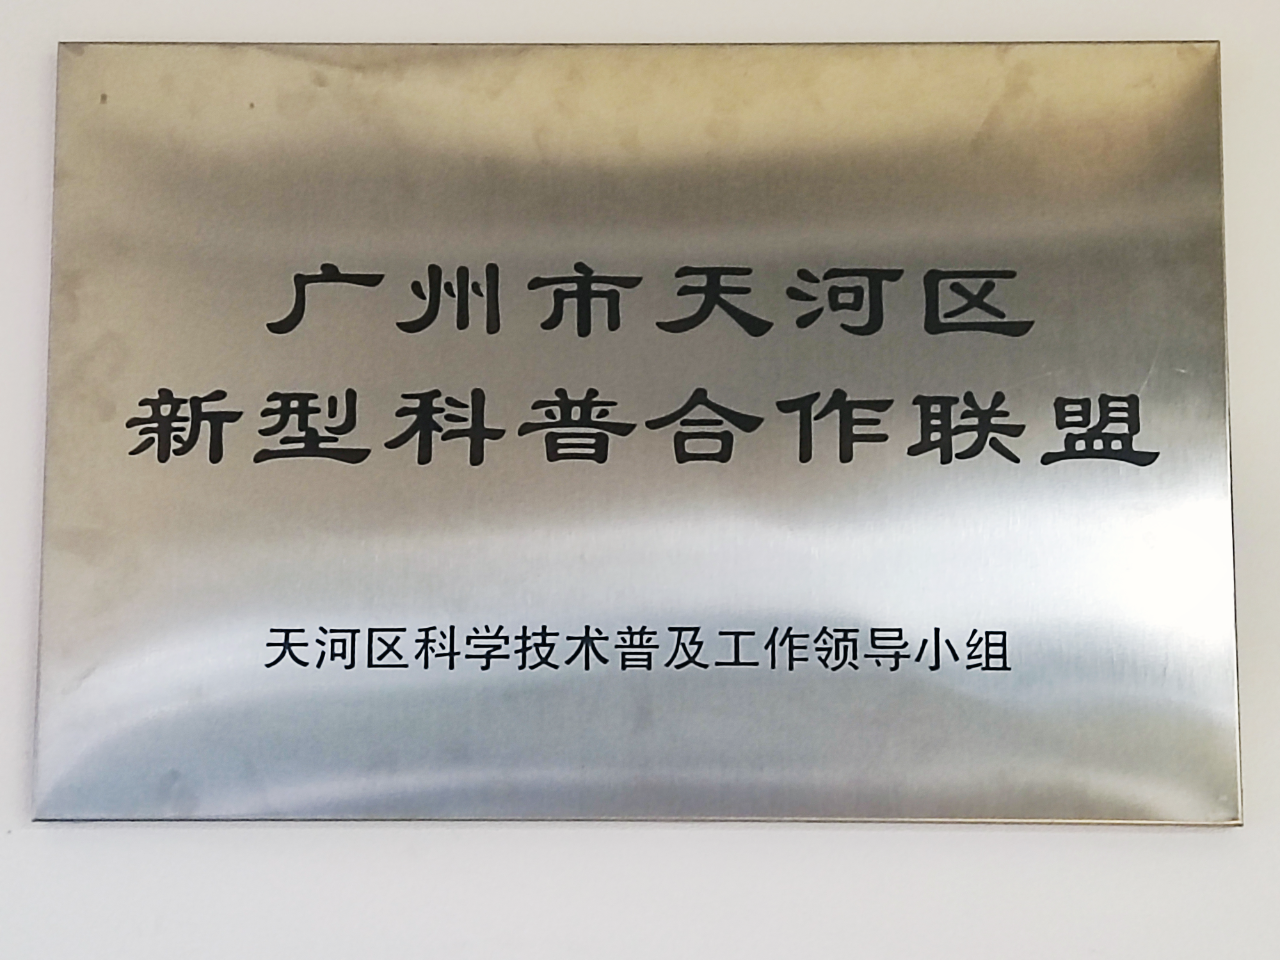 广州市天河区
新型科普合作联盟
天河区科学技术普及工作领导小组